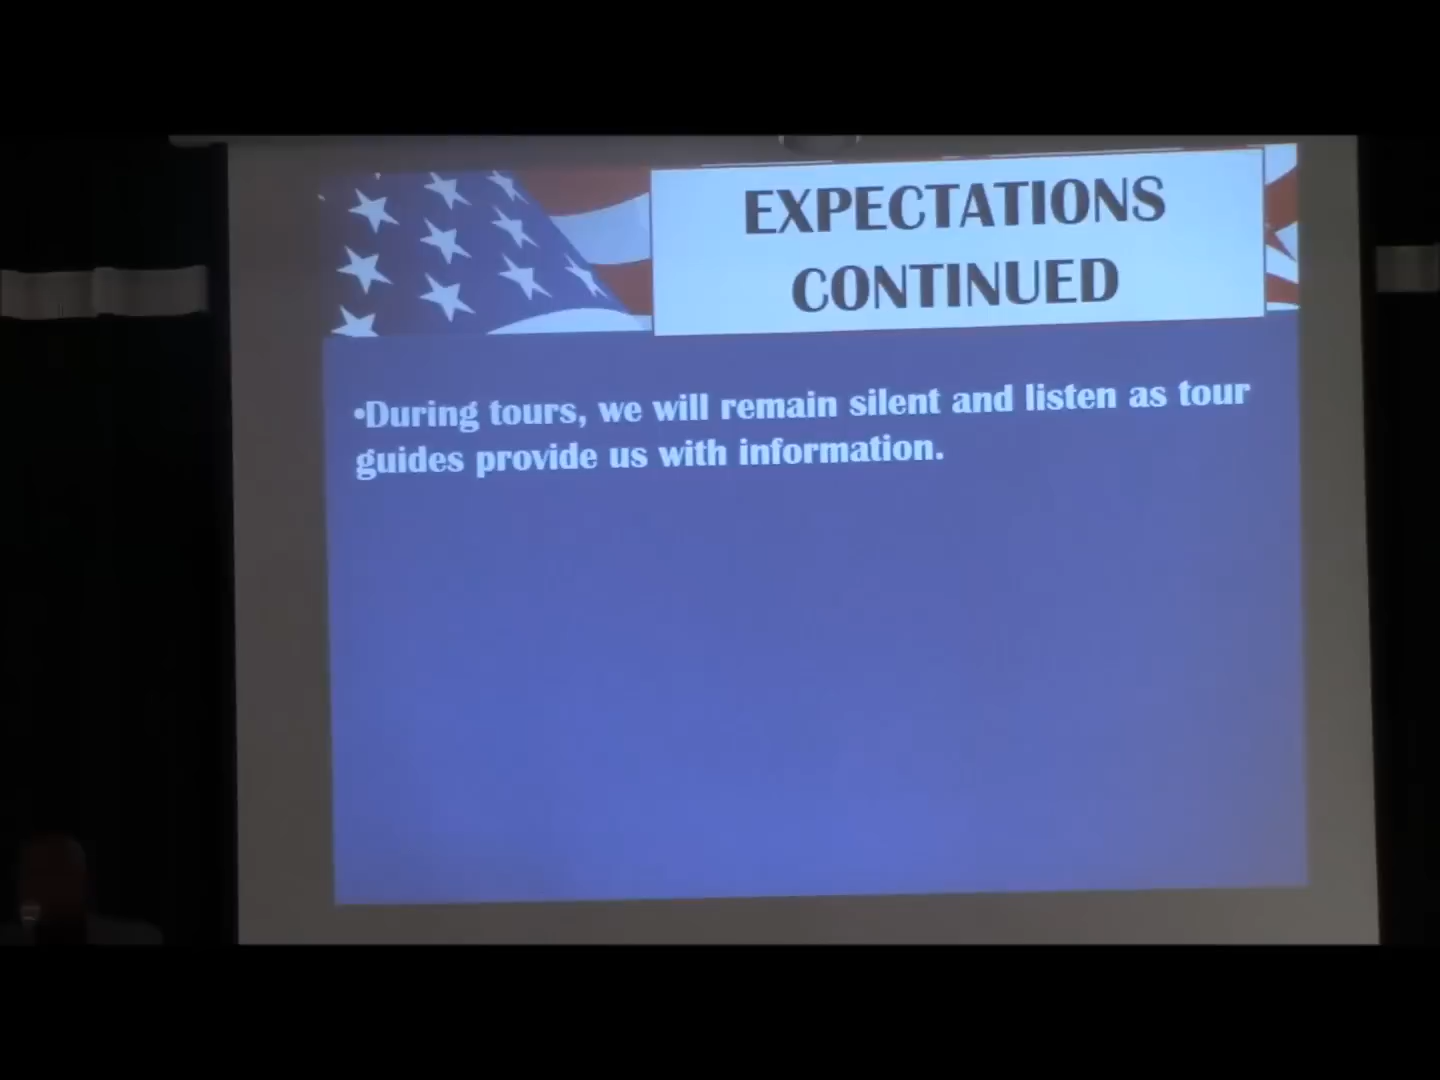 EXPECTATIONS
CONTINUED
•During tours, we will remain silent and listen as tour
guides provide us with information.